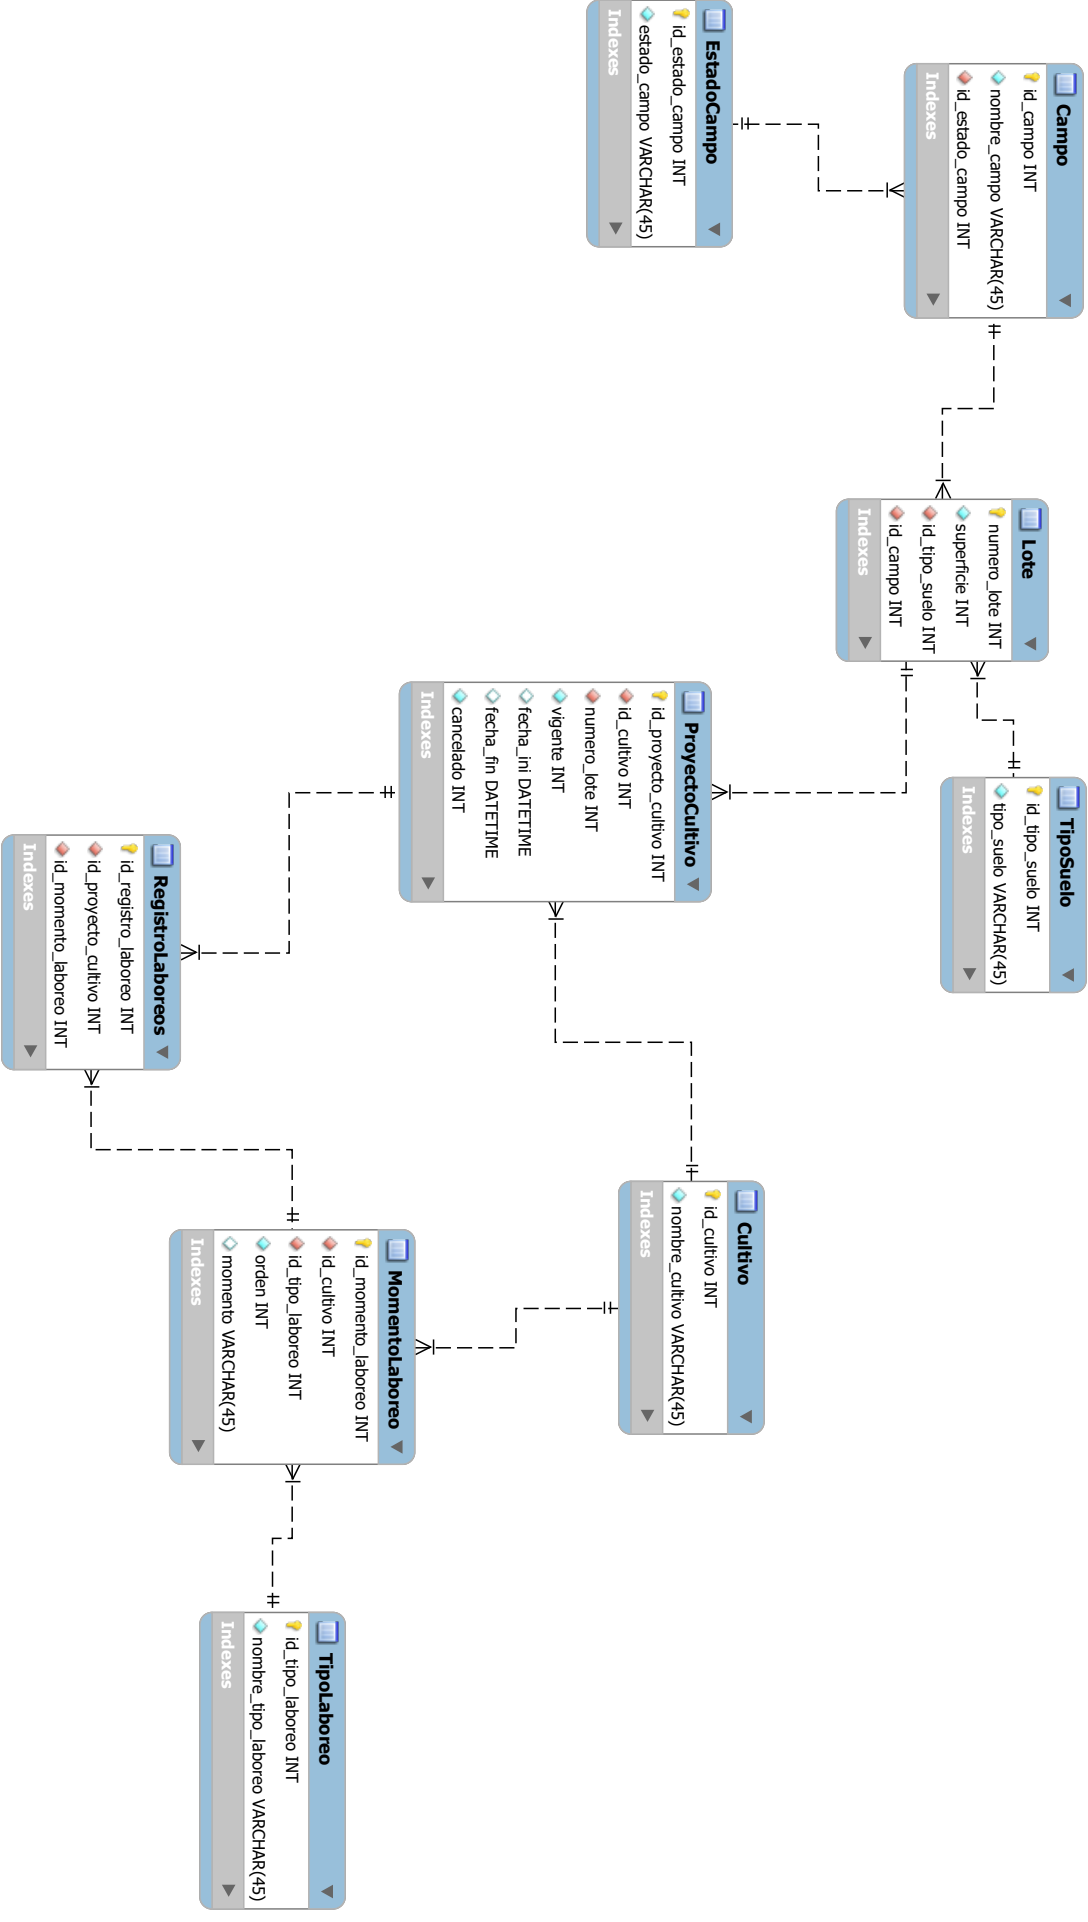 Campo
id_campo INT
nombre_campo VARCHAR(45)
id_estado_campo INT
Indexes
EstadoCampo
id_estado_campo INT
estado_campo VARCHAR(45)
Indexes
Lote
numero_lote INT
superficie INT
id_tipo_suelo INT
id_campo INT
Indexes
TipoSuelo
id_tipo_suelo INT
tipo_suelo VARCHAR(45)
Indexes
ProyectoCultivo
id_proyecto_cultivo INT
id_cultivo INT
numero_lote INT
vigente INT
fecha_ini DATETIME
fecha_fin DATETIME
cancelado INT
Indexes
RegistroLaboreos
id_registro_laboreo INT
id_proyecto_cultivo INT
id_momento_laboreo INT
Indexes
Cultivo
id_cultivo INT
nombre_cultivo VARCHAR(45)
Indexes
MomentoLaboreo
id_momento_laboreo INT
id_cultivo INT
id_tipo_laboreo INT
orden INT
momento VARCHAR(45)
Indexes
TipoLaboreo
id_tipo_laboreo INT
nombre_tipo_laboreo VARCHAR(45)
Indexes